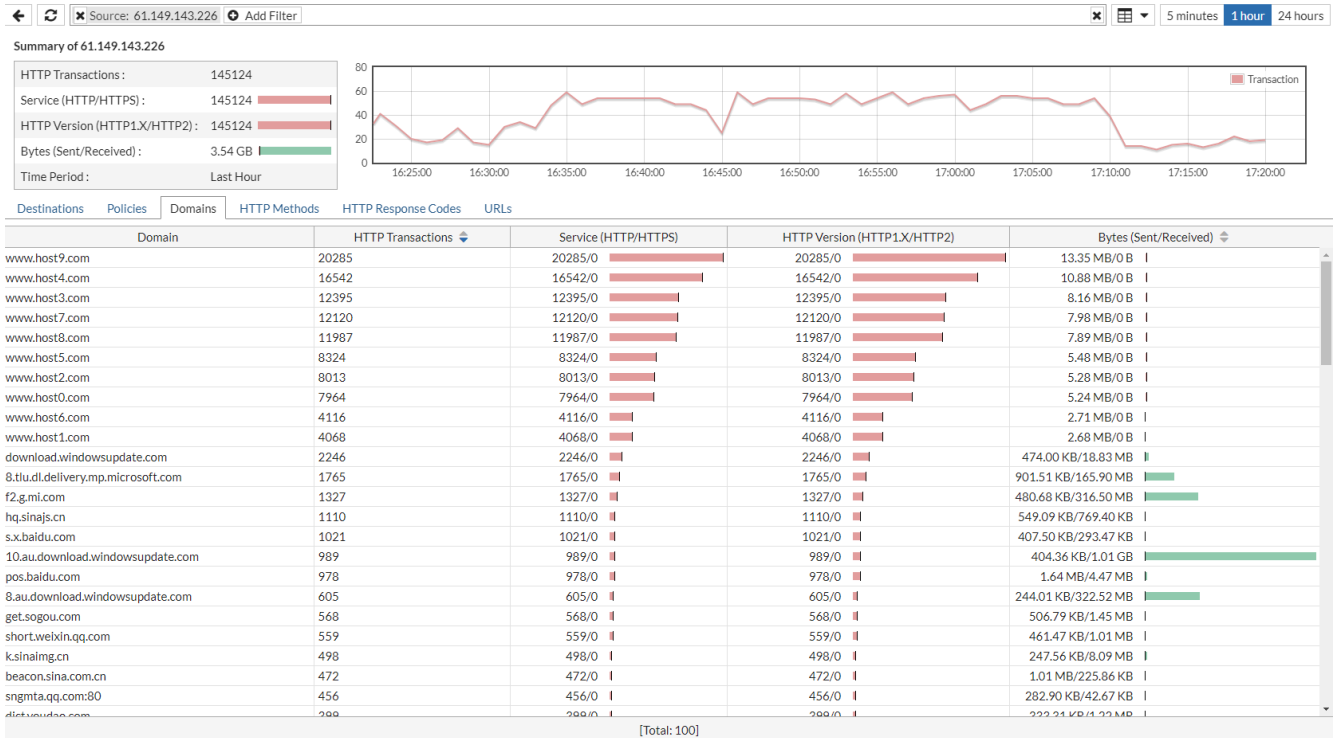 Source: 61.149.143.226 Add Filter 5 minutes 1 hour 24 hours
Summary of 61.149.143.226
HTTP Transactions : 145124
Service (HTTP/HTTPS) : 145124
HTTP Version (HTTP1.X/HTTP2) : 145124
Bytes (Sent/Received) : 3.54 GB
Time Period : Last Hour
80
60
40
20
0
Transaction
16:25:00 16:30:00 16:35:00 16:40:00 16:45:00 16:50:00 16:55:00 17:00:00 17:05:00 17:10:00 17:15:00 17:20:00
Destinations Policies Domains HTTP Methods HTTP Response Codes URLs
Domain HTTP Transactions Service (HTTP/HTTPS) HTTP Version (HTTP1.X/HTTP2) Bytes (Sent/Received)
www.host9.com 20285 20285/0 20285/0 13.35 MB/0 B
www.host4.com 16542 16542/0 16542/0 10.88 MB/0 B
www.host3.com 12395 12395/0 12395/0 8.16 MB/0 B
www.host7.com 12120 12120/0 12120/0 7.98 MB/0 B
www.host8.com 11987 11987/0 11987/0 7.89 MB/0 B
www.host5.com 8324 8324/0 8324/0 5.48 MB/0 B
www.host2.com 8013 8013/0 8013/0 5.28 MB/0 B
www.host0.com 7964 7964/0 7964/0 5.24 MB/0 B
www.host6.com 4116 4116/0 4116/0 2.71 MB/0 B
www.host1.com 4068 4068/0 4068/0 2.68 MB/0 B
download.windowsupdate.com 2246 2246/0 2246/0 474.00 KB/18.83 MB
8.tlu.dl.delivery.mp.microsoft.com 1765 1765/0 1765/0 901.51 KB/165.90 MB
f2.g.mi.com 1327 1327/0 1327/0 480.68 KB/316.50 MB
hq.sinajs.cn 1110 1110/0 1110/0 549.09 KB/769.40 KB
s.x.baidu.com 1021 1021/0 1021/0 407.50 KB/293.47 KB
10.au.download.windowsupdate.com 989 989/0 989/0 404.36 KB/1.01 GB
pos.baidu.com 978 978/0 978/0 1.64 MB/4.47 MB
8.au.download.windowsupdate.com 605 605/0 605/0 244.01 KB/322.52 MB
get.sogou.com 568 568/0 568/0 506.79 KB/1.45 MB
short.weixin.qq.com 559 559/0 559/0 461.47 KB/1.01 MB
k.sinaimg.cn 498 498/0 498/0 247.56 KB/8.09 MB
beacon.sina.com.cn 472 472/0 472/0 1.01 MB/225.86 KB
sngmta.qq.com:80 456 456/0 456/0 282.90 KB/42.67 KB
[Total: 100]